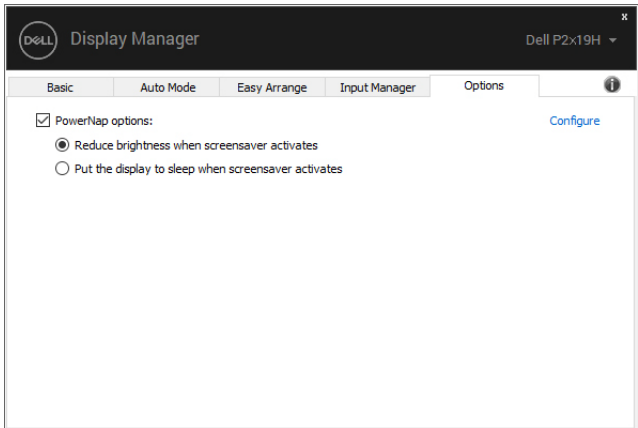 x
DELL Display Manager Dell P2x19H
Basic Auto Mode Easy Arrange Input Manager Options i
PowerNap options: Configure
Reduce brightness when screensaver activates
Put the display to sleep when screensaver activates